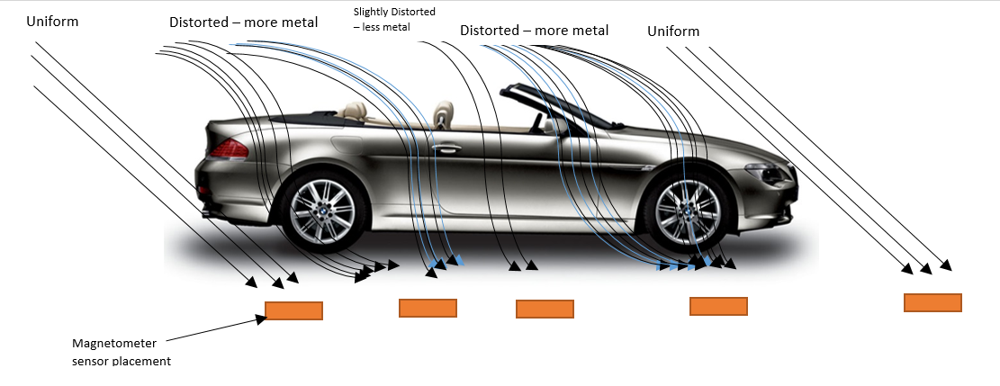 Uniform
Distorted – more metal
Slightly Distorted
– less metal
Distorted – more metal
Uniform
Magnetometer
sensor placement